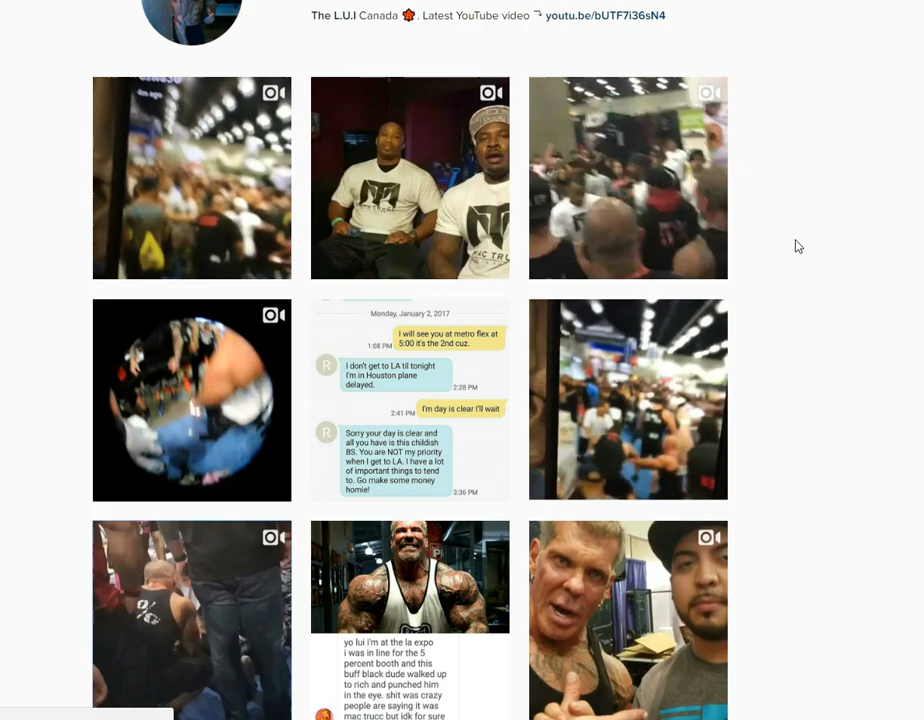 The L.U.I Canada 🍁. Latest YouTube video ⤵ youtu.be/bUTF7i36sN4
MAC TRU
Monday, January 2, 2017
I will see you at metro flex at
5:00 it's the 2nd cuz.
1:08 PM
R
I don't get to LA til tonight
I'm in Houston plane
delayed.
2:28 PM
I'm day is clear I'll wait
2:41 PM
R
Sorry your day is clear and
all you have is this childish
BS. You are NOT my priority
when I get to LA. I have a lot
of important things to tend
to. Go make some money
homie!
3:36 PM
%
yo lui i'm at the la expo
i was in line for the 5
percent booth and this
buff black dude walked up
to rich and punched him
in the eye. shit was crazy
people are saying it was
mac trucc but idk for sure